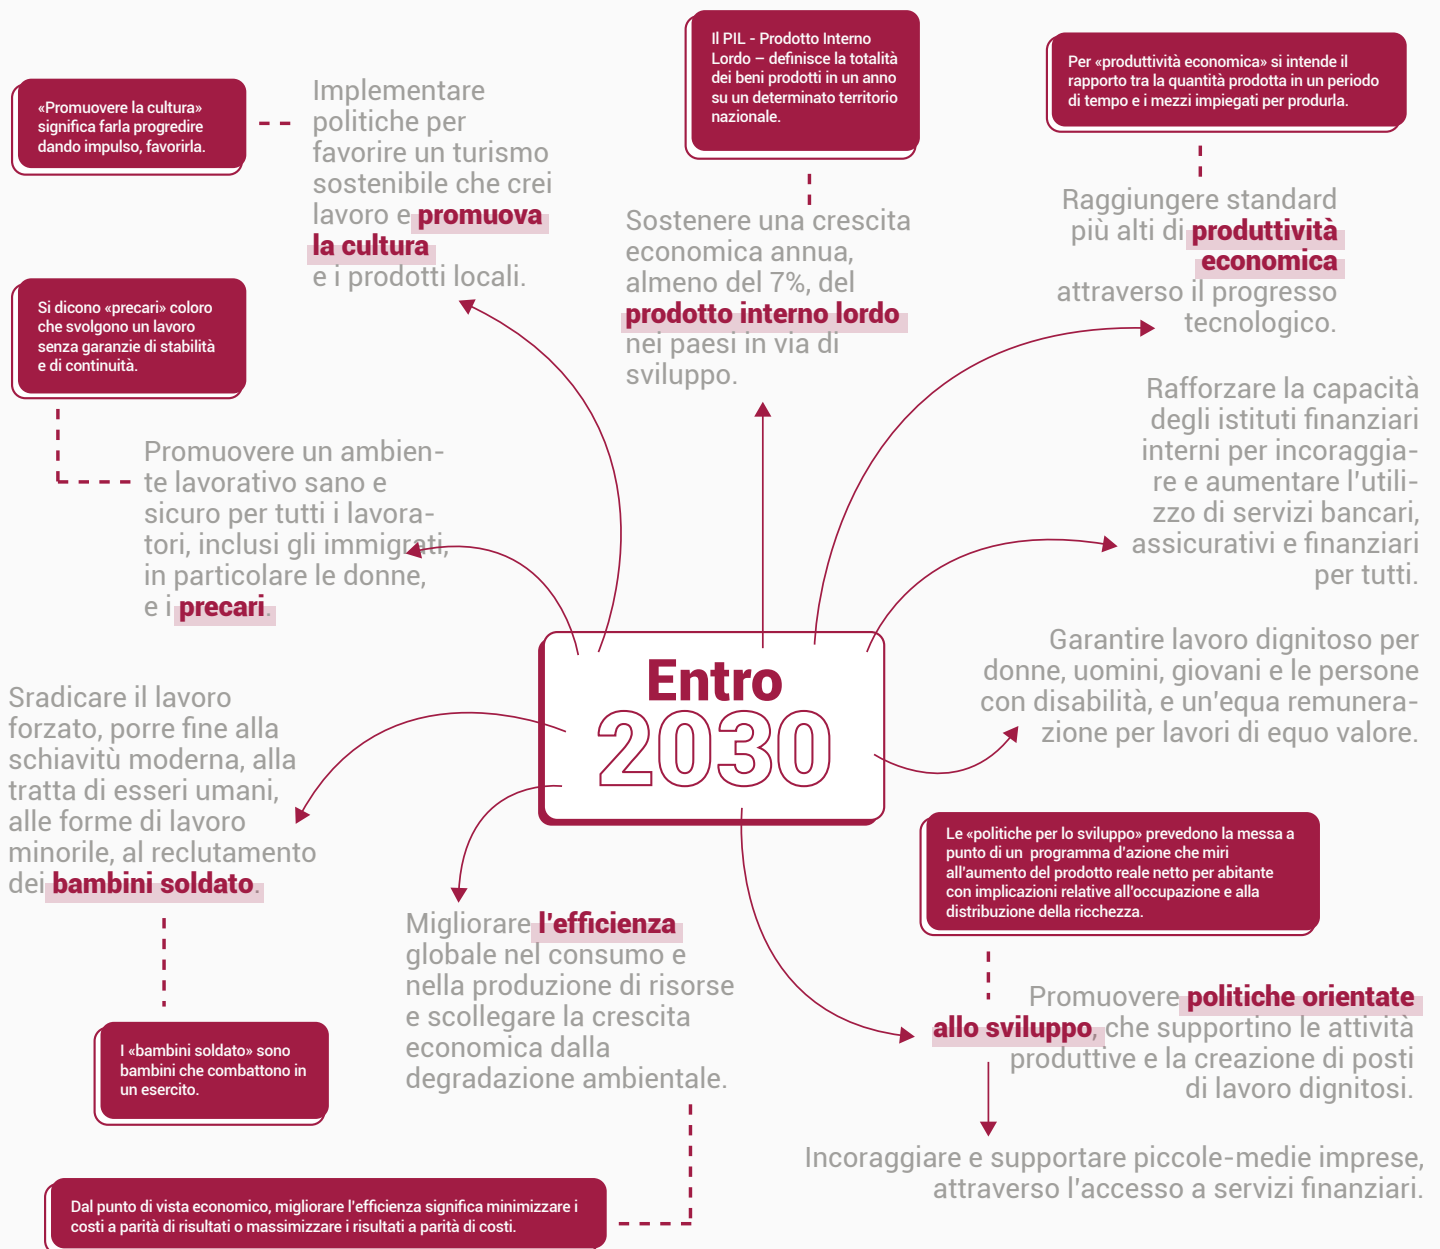 «Promuovere la cultura»
significa farla progredire
dando impulso, favorirla.
Implementare
politiche per
favorire un turismo
sostenibile che crei
lavoro e promuova
la cultura
e i prodotti locali.
Il PIL - Prodotto Interno
Lordo – definisce la totalità
dei beni prodotti in un anno
su un determinato territorio
nazionale.
Sostenere una crescita
economica annua,
almeno del 7%, del
prodotto interno lordo
nei paesi in via di
sviluppo.
Per «produttività economica» si intende il
rapporto tra la quantità prodotta in un periodo
di tempo e i mezzi impiegati per produrla.
Raggiungere standard
più alti di produttività
economica
attraverso il progresso
tecnologico.
Si dicono «precari» coloro
che svolgono un lavoro
senza garanzie di stabilità
e di continuità.
Promuovere un ambien-
te lavorativo sano e
sicuro per tutti i lavora-
tori, inclusi gli immigrati,
in particolare le donne,
e i precari.
Rafforzare la capacità
degli istituti finanziari
interni per incoraggia-
re e aumentare l'utili-
zzo di servizi bancari,
assicurativi e finanziari
per tutti.
Entro
2030
Garantire lavoro dignitoso per
donne, uomini, giovani e le persone
con disabilità, e un'equa remunera-
zione per lavori di equo valore.
Sradicare il lavoro
forzato, porre fine alla
schiavitù moderna, alla
tratta di esseri umani,
alle forme di lavoro
minorile, al reclutamento
dei bambini soldato.
I «bambini soldato» sono
bambini che combattono in
un esercito.
Migliorare l'efficienza
globale nel consumo e
nella produzione di risorse
e scollegare la crescita
economica dalla
degradazione ambientale.
Dal punto di vista economico, migliorare l'efficienza significa minimizzare i
costi a parità di risultati o massimizzare i risultati a parità di costi.
Le «politiche per lo sviluppo» prevedono la messa a
punto di un programma d'azione che miri
all'aumento del prodotto reale netto per abitante
con implicazioni relative all'occupazione e alla
distribuzione della ricchezza.
Promuovere politiche orientate
allo sviluppo, che supportino le attività
produttive e la creazione di posti
di lavoro dignitosi.
Incoraggiare e supportare piccole-medie imprese,
attraverso l'accesso a servizi finanziari.